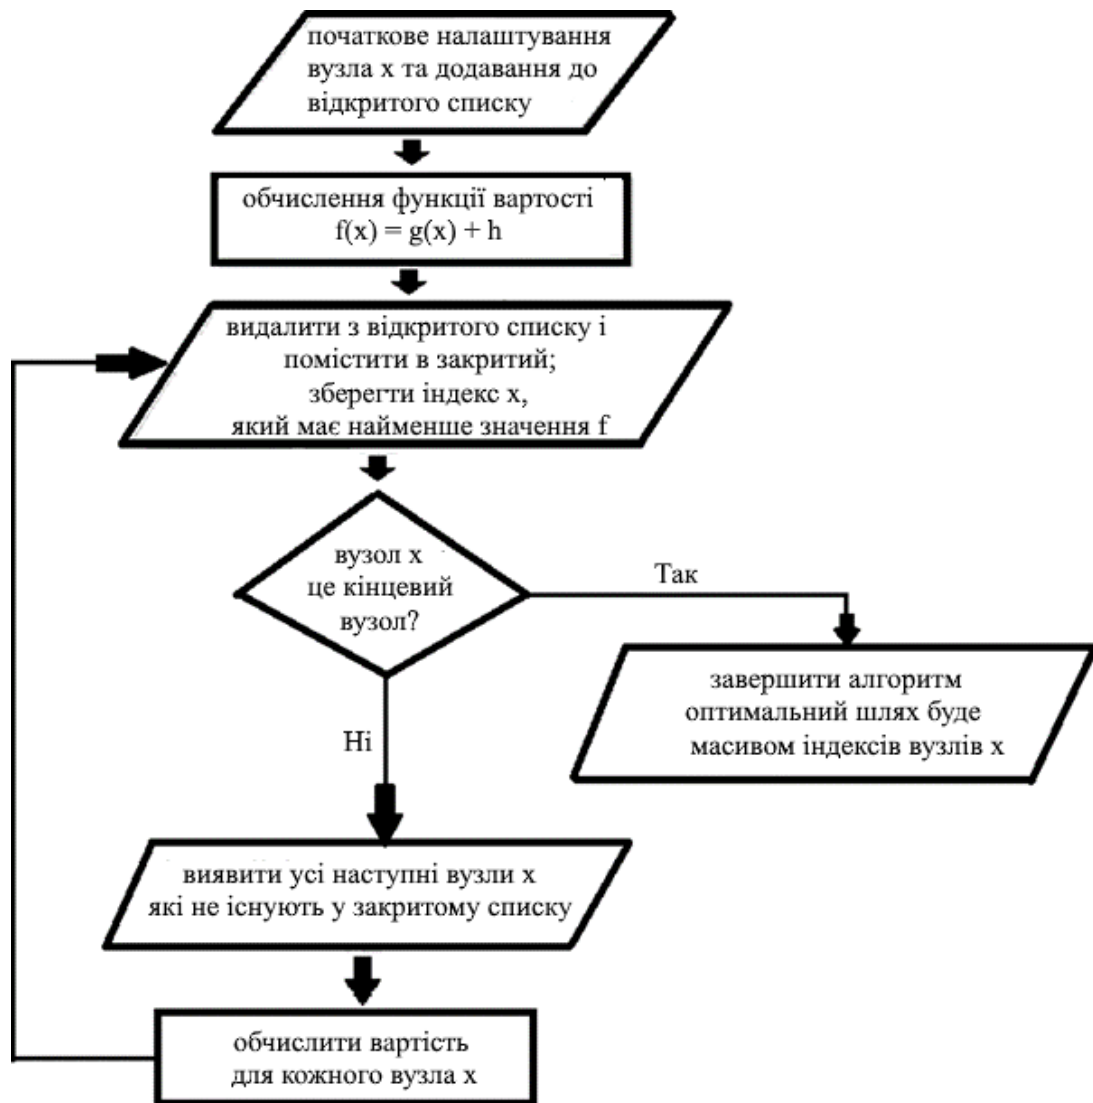 початкове налаштування
вузла x та додавання до
відкритого списку
обчислення функції вартості
f(x) = g(x) + h
видалити з відкритого списку і
помістити в закритий;
зберегти індекс x,
який має найменше значення f
вузол x
це кінцевий
вузол?
Так
завершити алгоритм
оптимальний шлях буде
масивом індексів вузлів x
Ні
виявити усі наступні вузли x
які не існують у закритому списку
обчислити вартість
для кожного вузла x